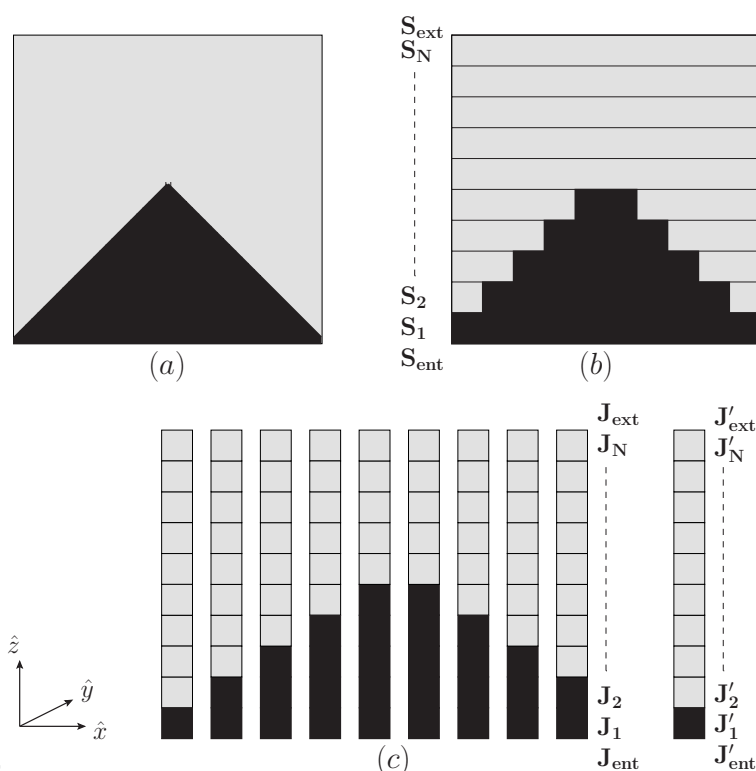 S_ext
S_N
S_2
S_1
S_ent
(a)
(b)
J_ext
J_N
J_2
J_1
J_ent
J'_ext
J'_N
J'_2
J'_1
J'_ent
ẑ
ŷ
x̂
(c)